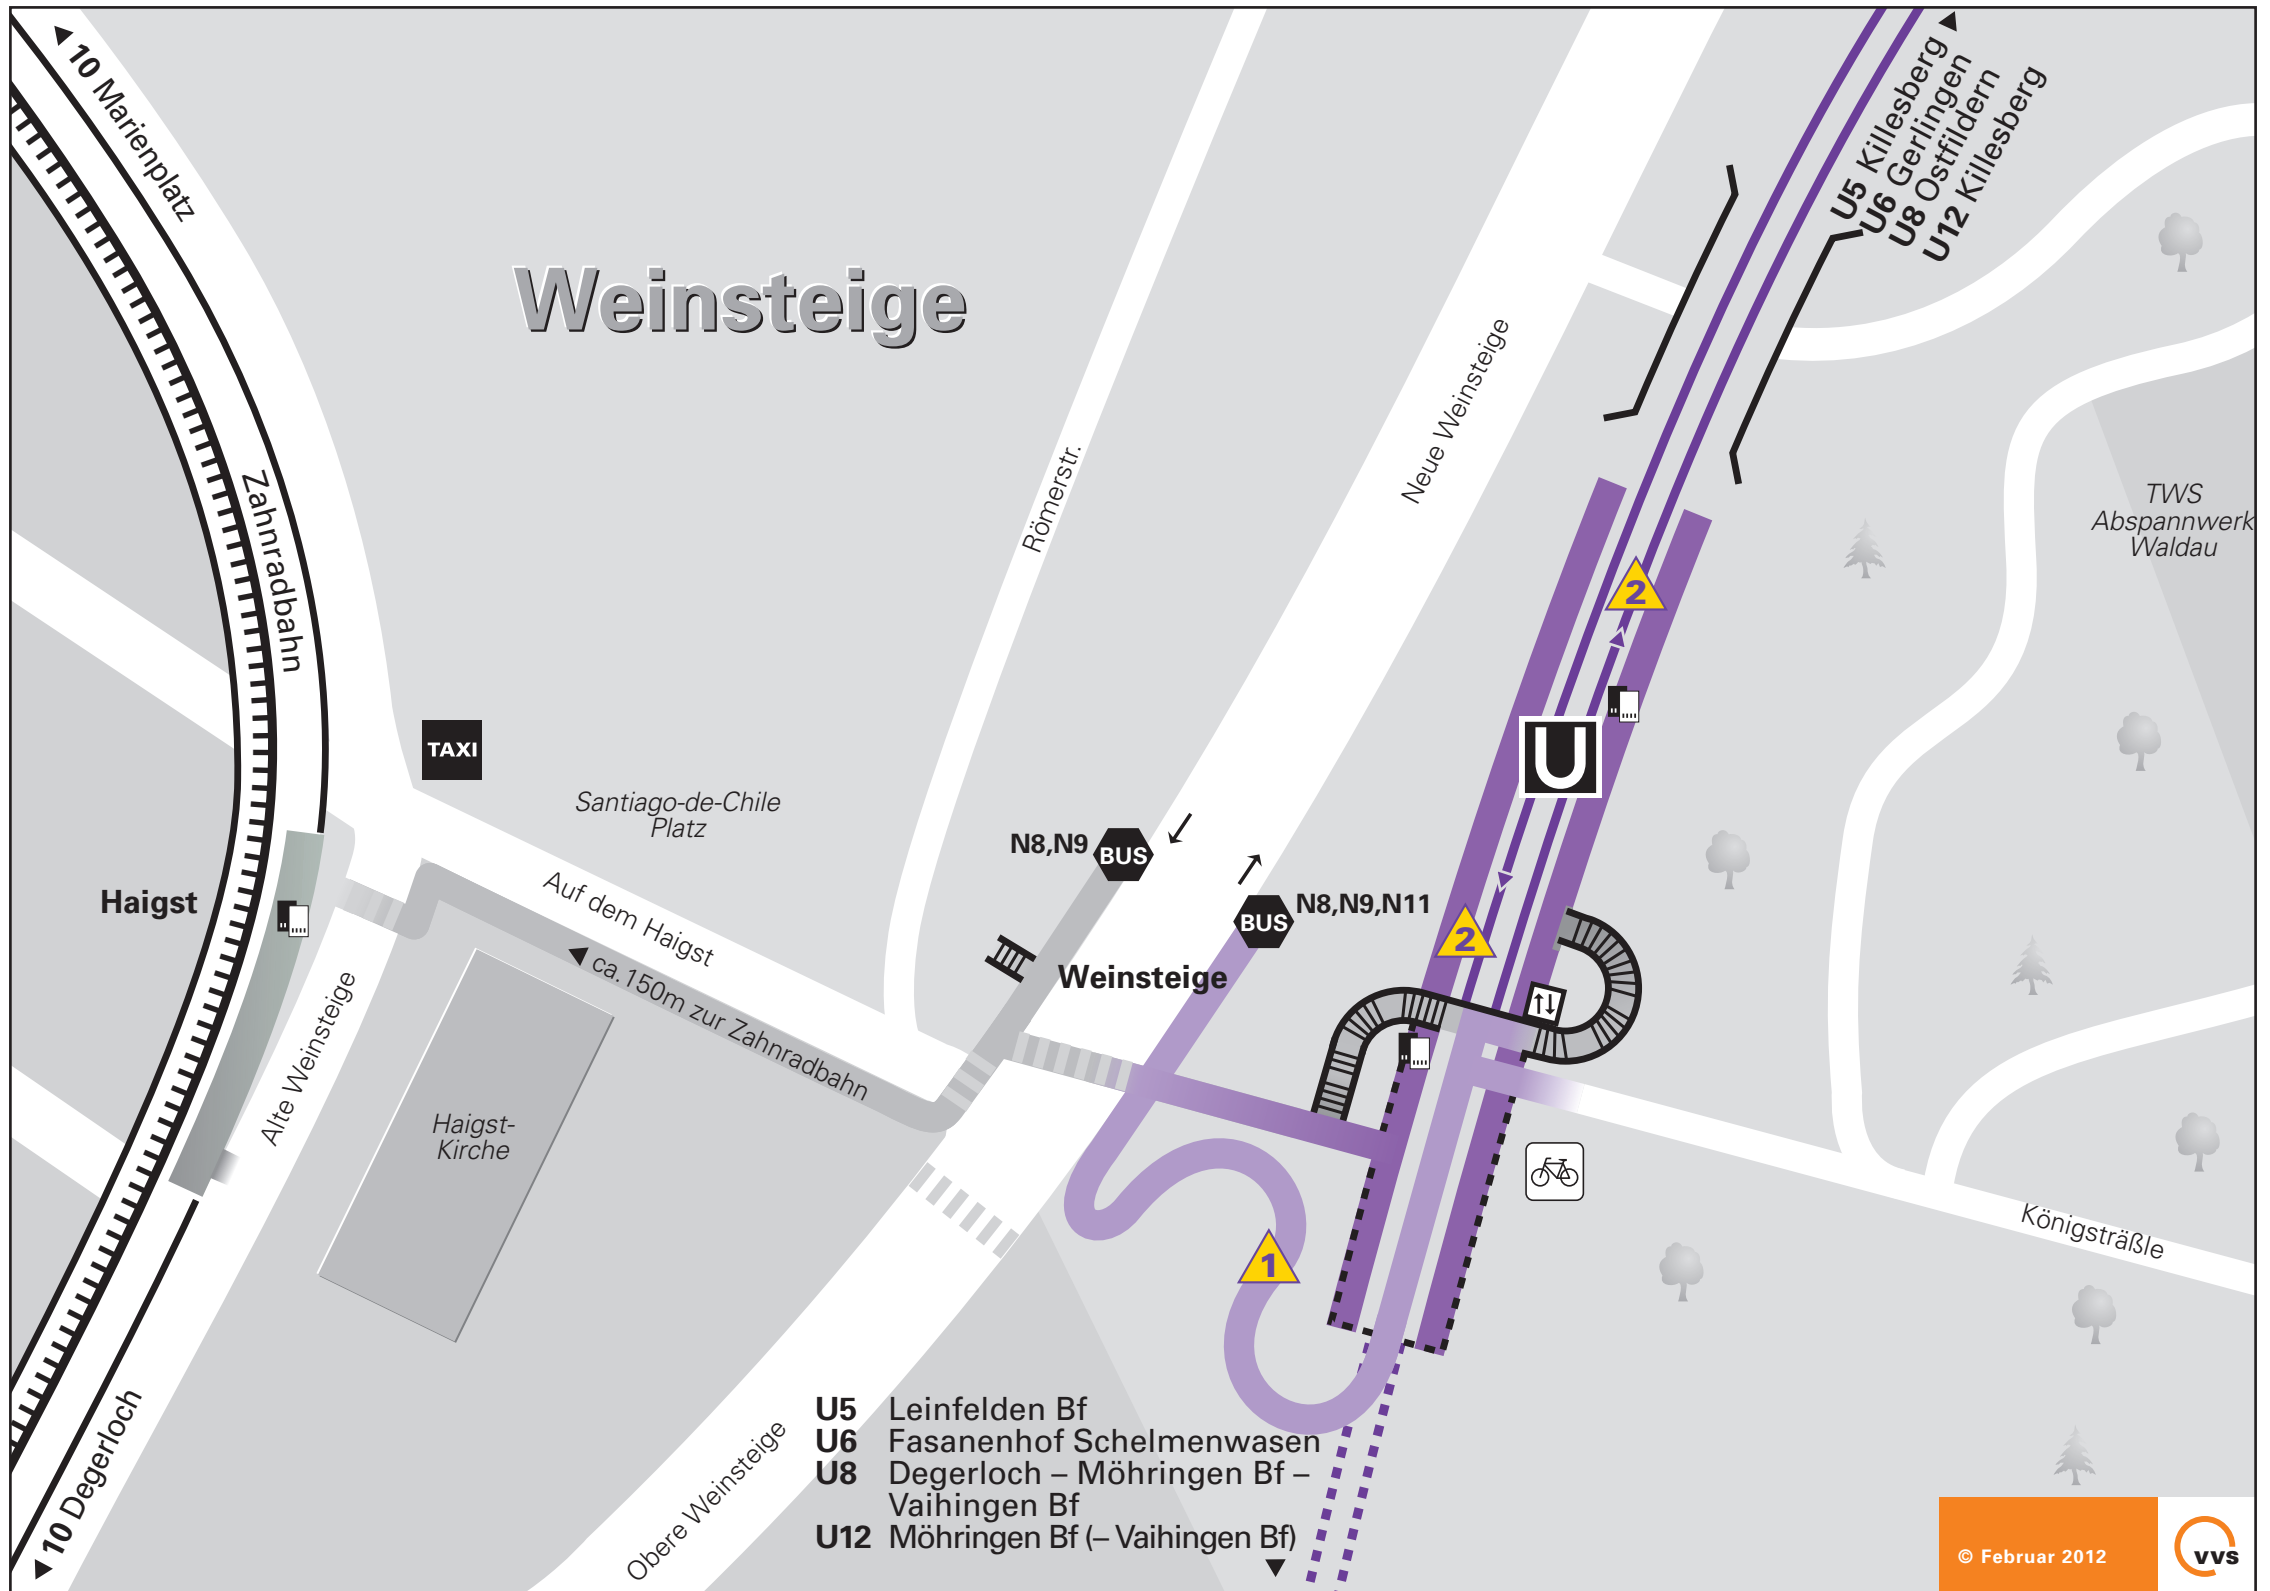 10 Marienplatz
Weinsteige
U5 Killesberg
U6 Gerlingen
U8 Ostfildern
U12 Killesberg
Zahnradbahn
Römerstr.
Neue Weinsteige
TWS
Abspannwerk
Waldau
2
TAXI
U
Santiago-de-Chile
Platz
N8,N9
BUS
Haigst
Auf dem Haigst
BUS
N8,N9,N11
2
ca. 150m zur Zahnradbahn
Weinsteige
Alte Weinsteige
Haigst-
Kirche
1
Königsträßle
10 Degerloch
Obere Weinsteige
U5 Leinfelden Bf
U6 Fasanenhof Schelmenwasen
U8 Degerloch – Möhringen Bf –
Vaihingen Bf
U12 Möhringen Bf (– Vaihingen Bf)
© Februar 2012
vvs